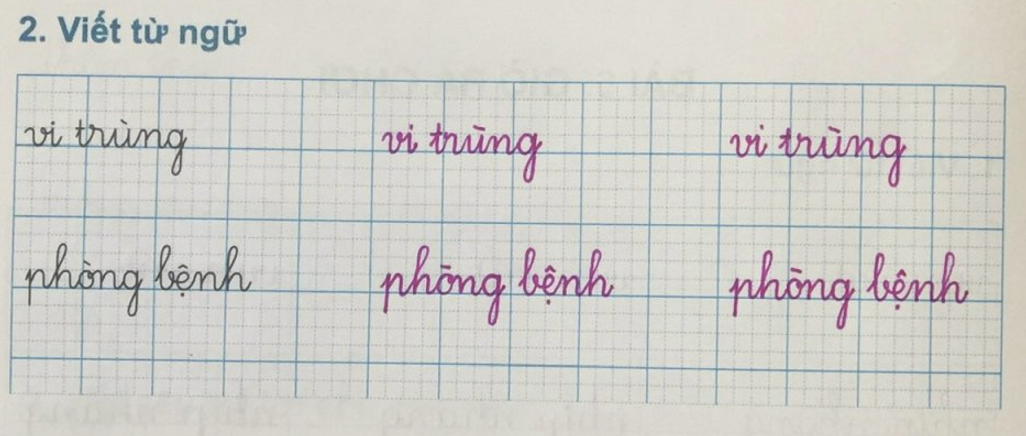 2. Viết từ ngữ
vi trùng vi trùng vi trùng
phòng bệnh phòng bệnh phòng bệnh